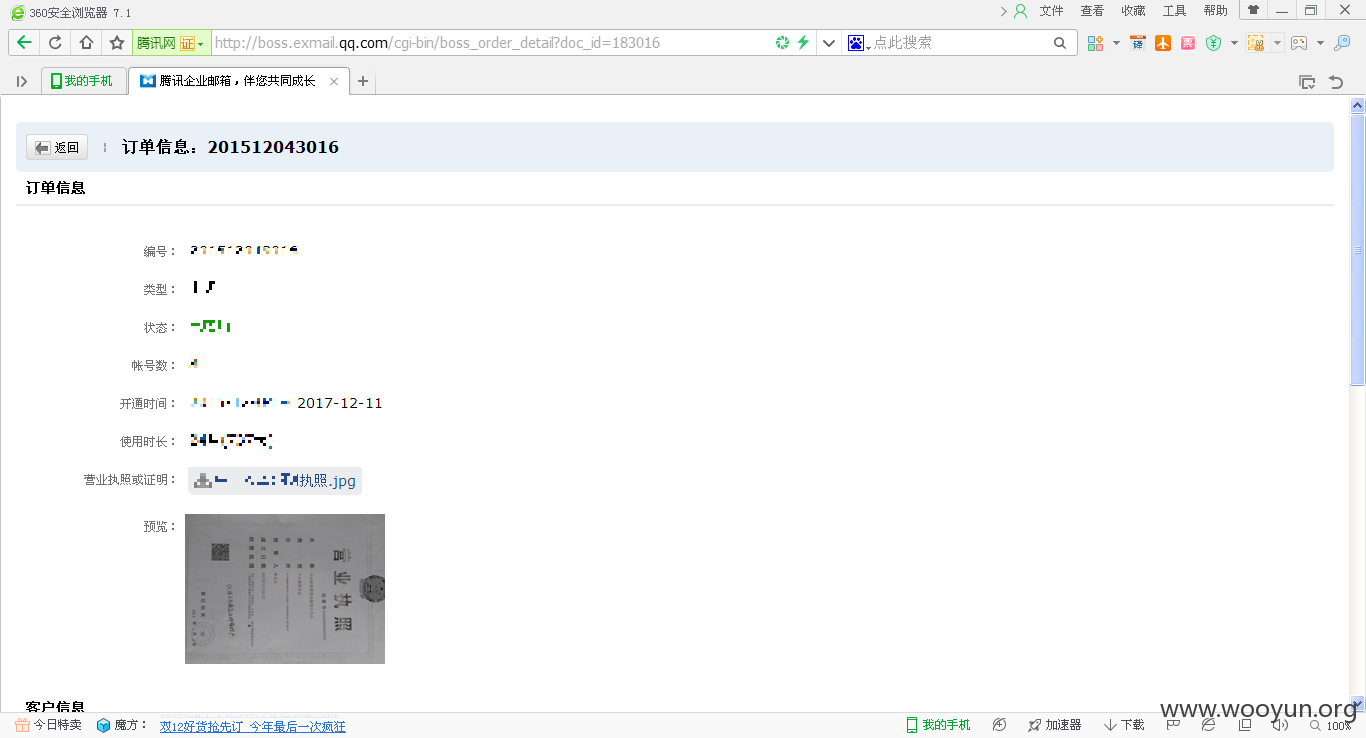 360安全浏览器 7.1
文件 查看 收藏 工具 帮助
腾讯网 证 http://boss.exmail.qq.com/cgi-bin/boss_order_detail?doc_id=183016 点此搜索 译
我的手机 腾讯企业邮箱，伴您共同成长
返回 订单信息：201512043016
订单信息
编号：
类型：
状态：
帐号数：
开通时间： 2017-12-11
使用时长：
营业执照或证明： 执照.jpg
预览：
营业执照
客户信息
www.wooyun.org
今日特卖 魔方： 双12好货抢先订 今年最后一次疯狂 我的手机 加速器 下载 100%